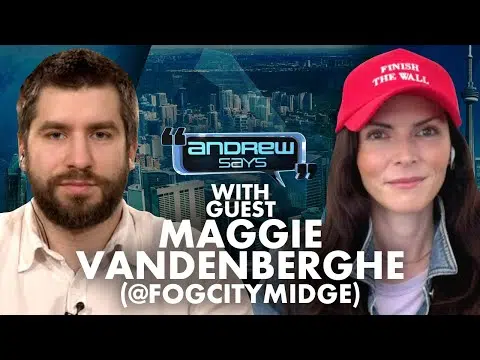 FINISH
THE WALL
"ANDREW
SAYS"
WITH
GUEST
MAGGIE
VANDENBERGHE
(@FOGCITYMIDGE)